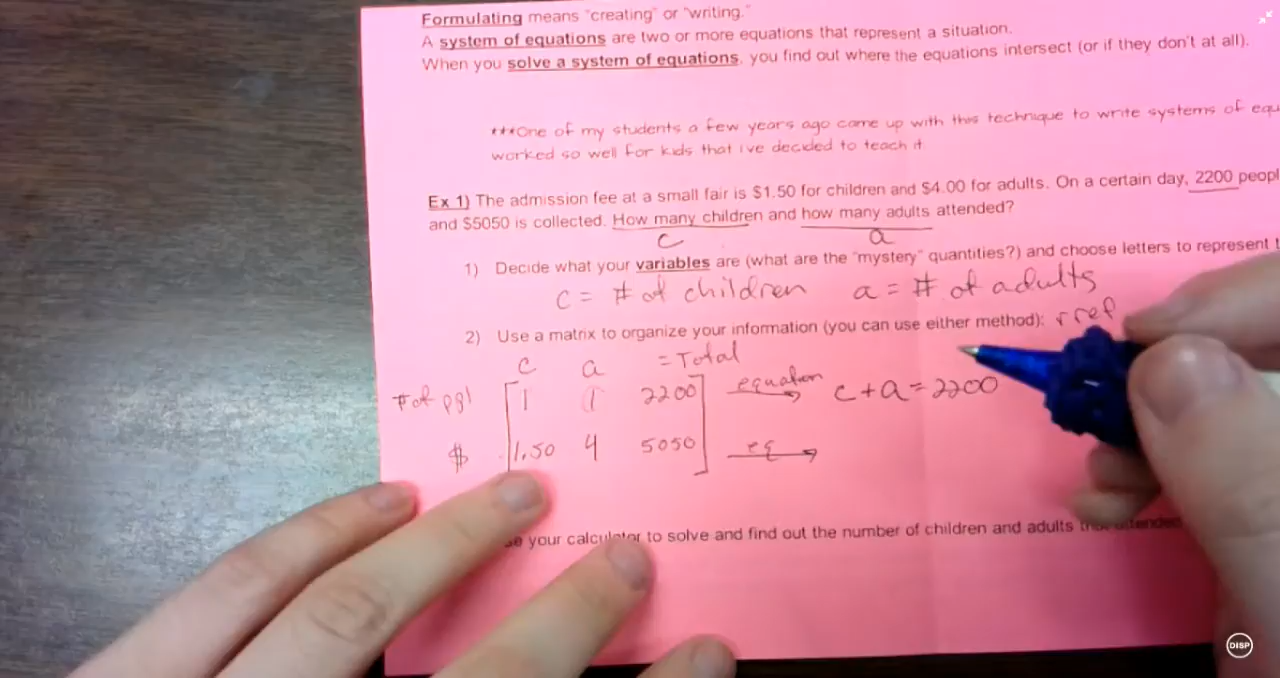 Formulating means "creating" or "writing."
A system of equations are two or more equations that represent a situation.
When you solve a system of equations, you find out where the equations intersect (or if they don't at all).
***One of my students a few years ago came up with this technique to write systems of
worked so well for kids that ive decided to teach it
Ex 1) The admission fee at a small fair is $1.50 for children and $4.00 for adults. On a certain day, 2200
and $5050 is collected. How many children and how many adults attended?
c a
1) Decide what your variables are (what are the "mystery" quantities?) and choose letters to represent
c = # of children a = # of adults
2) Use a matrix to organize your information (you can use either method): rref
c a = Total
# of ppl 1 1 2200 equation c+a=2200
$ 1.50 4 5050 eq
your calculator to solve and find out the number of children and adults that attended
DISP